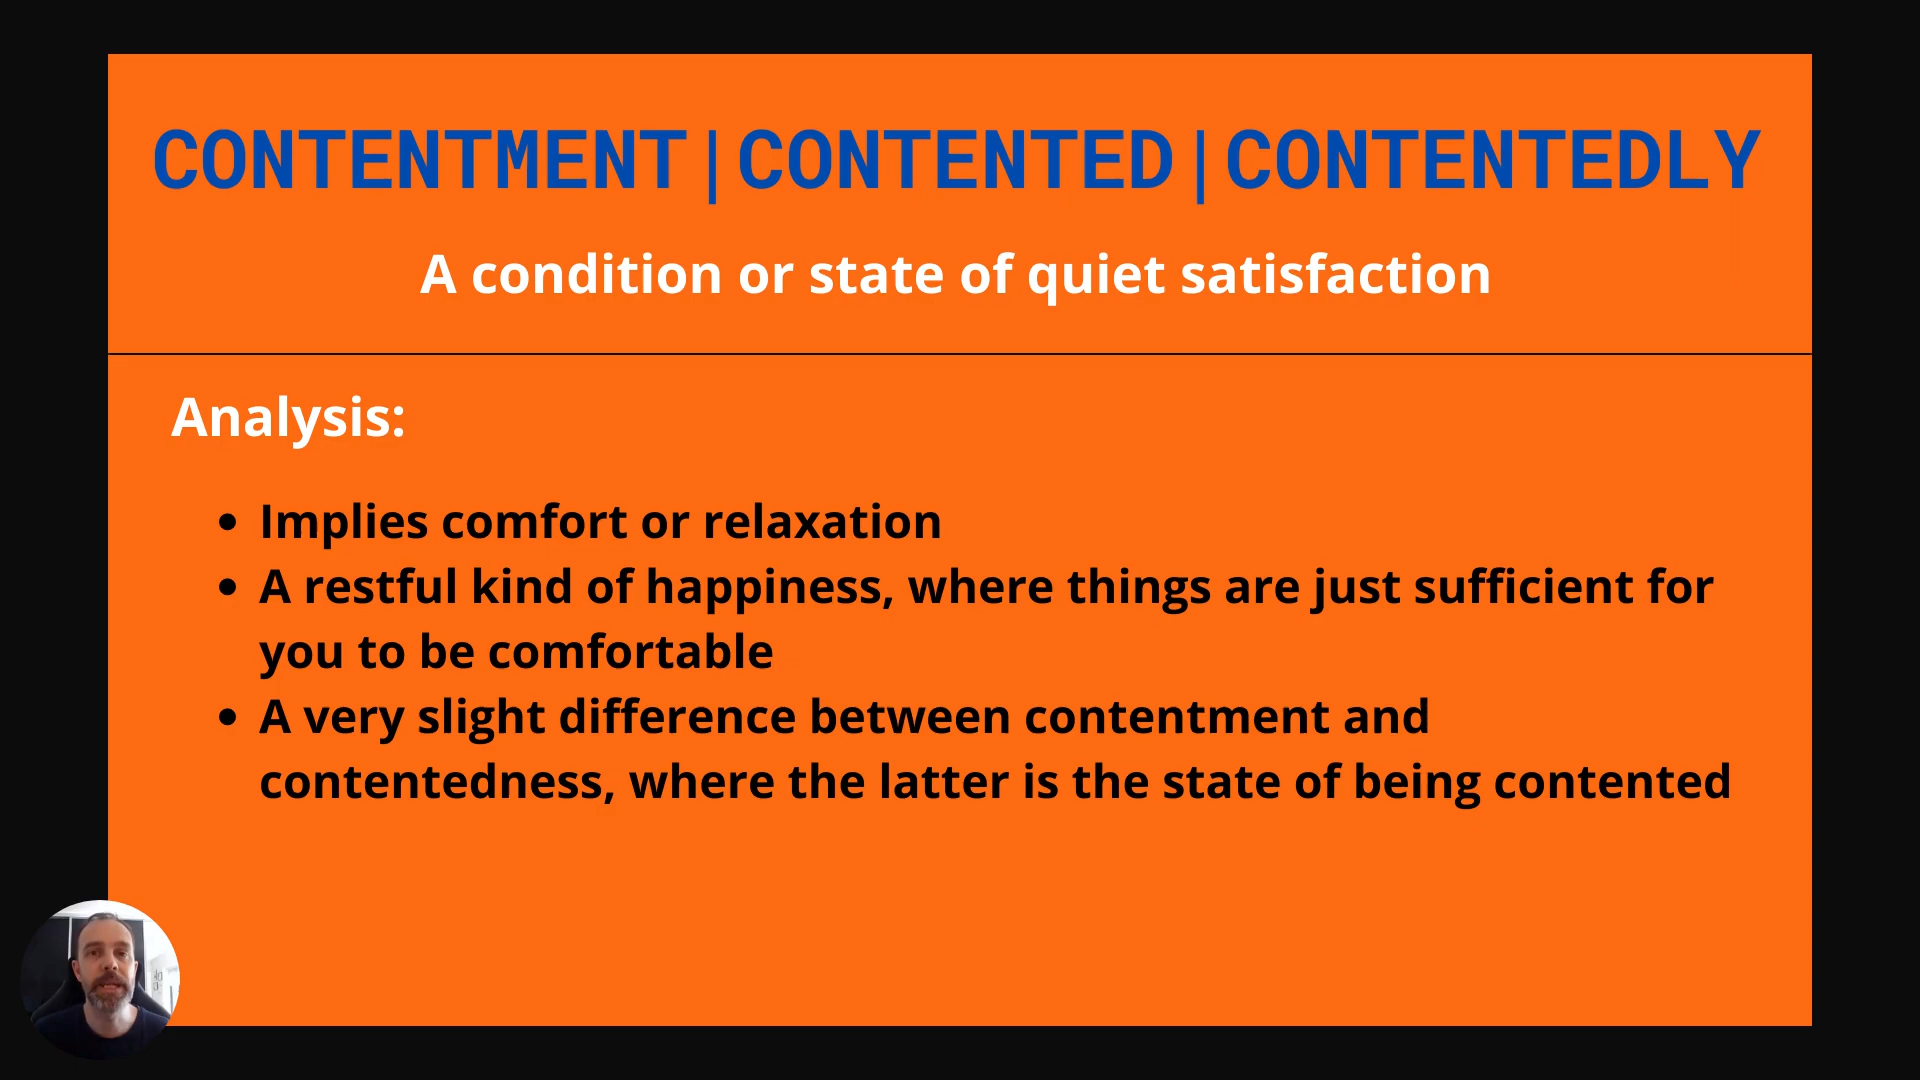 CONTENTMENT|CONTENTED|CONTENTEDLY
A condition or state of quiet satisfaction
Analysis:
• Implies comfort or relaxation
• A restful kind of happiness, where things are just sufficient for
you to be comfortable
• A very slight difference between contentment and
contentedness, where the latter is the state of being contented